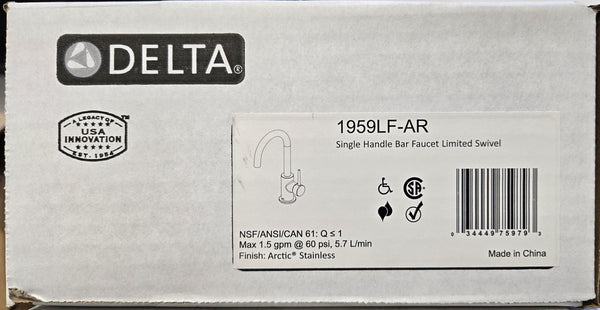 DELTA®
A LEGACY OF
USA
INNOVATION
EST. 1954
™
1959LF-AR
Single Handle Bar Faucet Limited Swivel
CSA
®
NSF/ANSI/CAN 61: Q ≤ 1
Max 1.5 gpm @ 60 psi, 5.7 L/min
Finish: Arctic® Stainless
0 34449 75979 3
Made in China